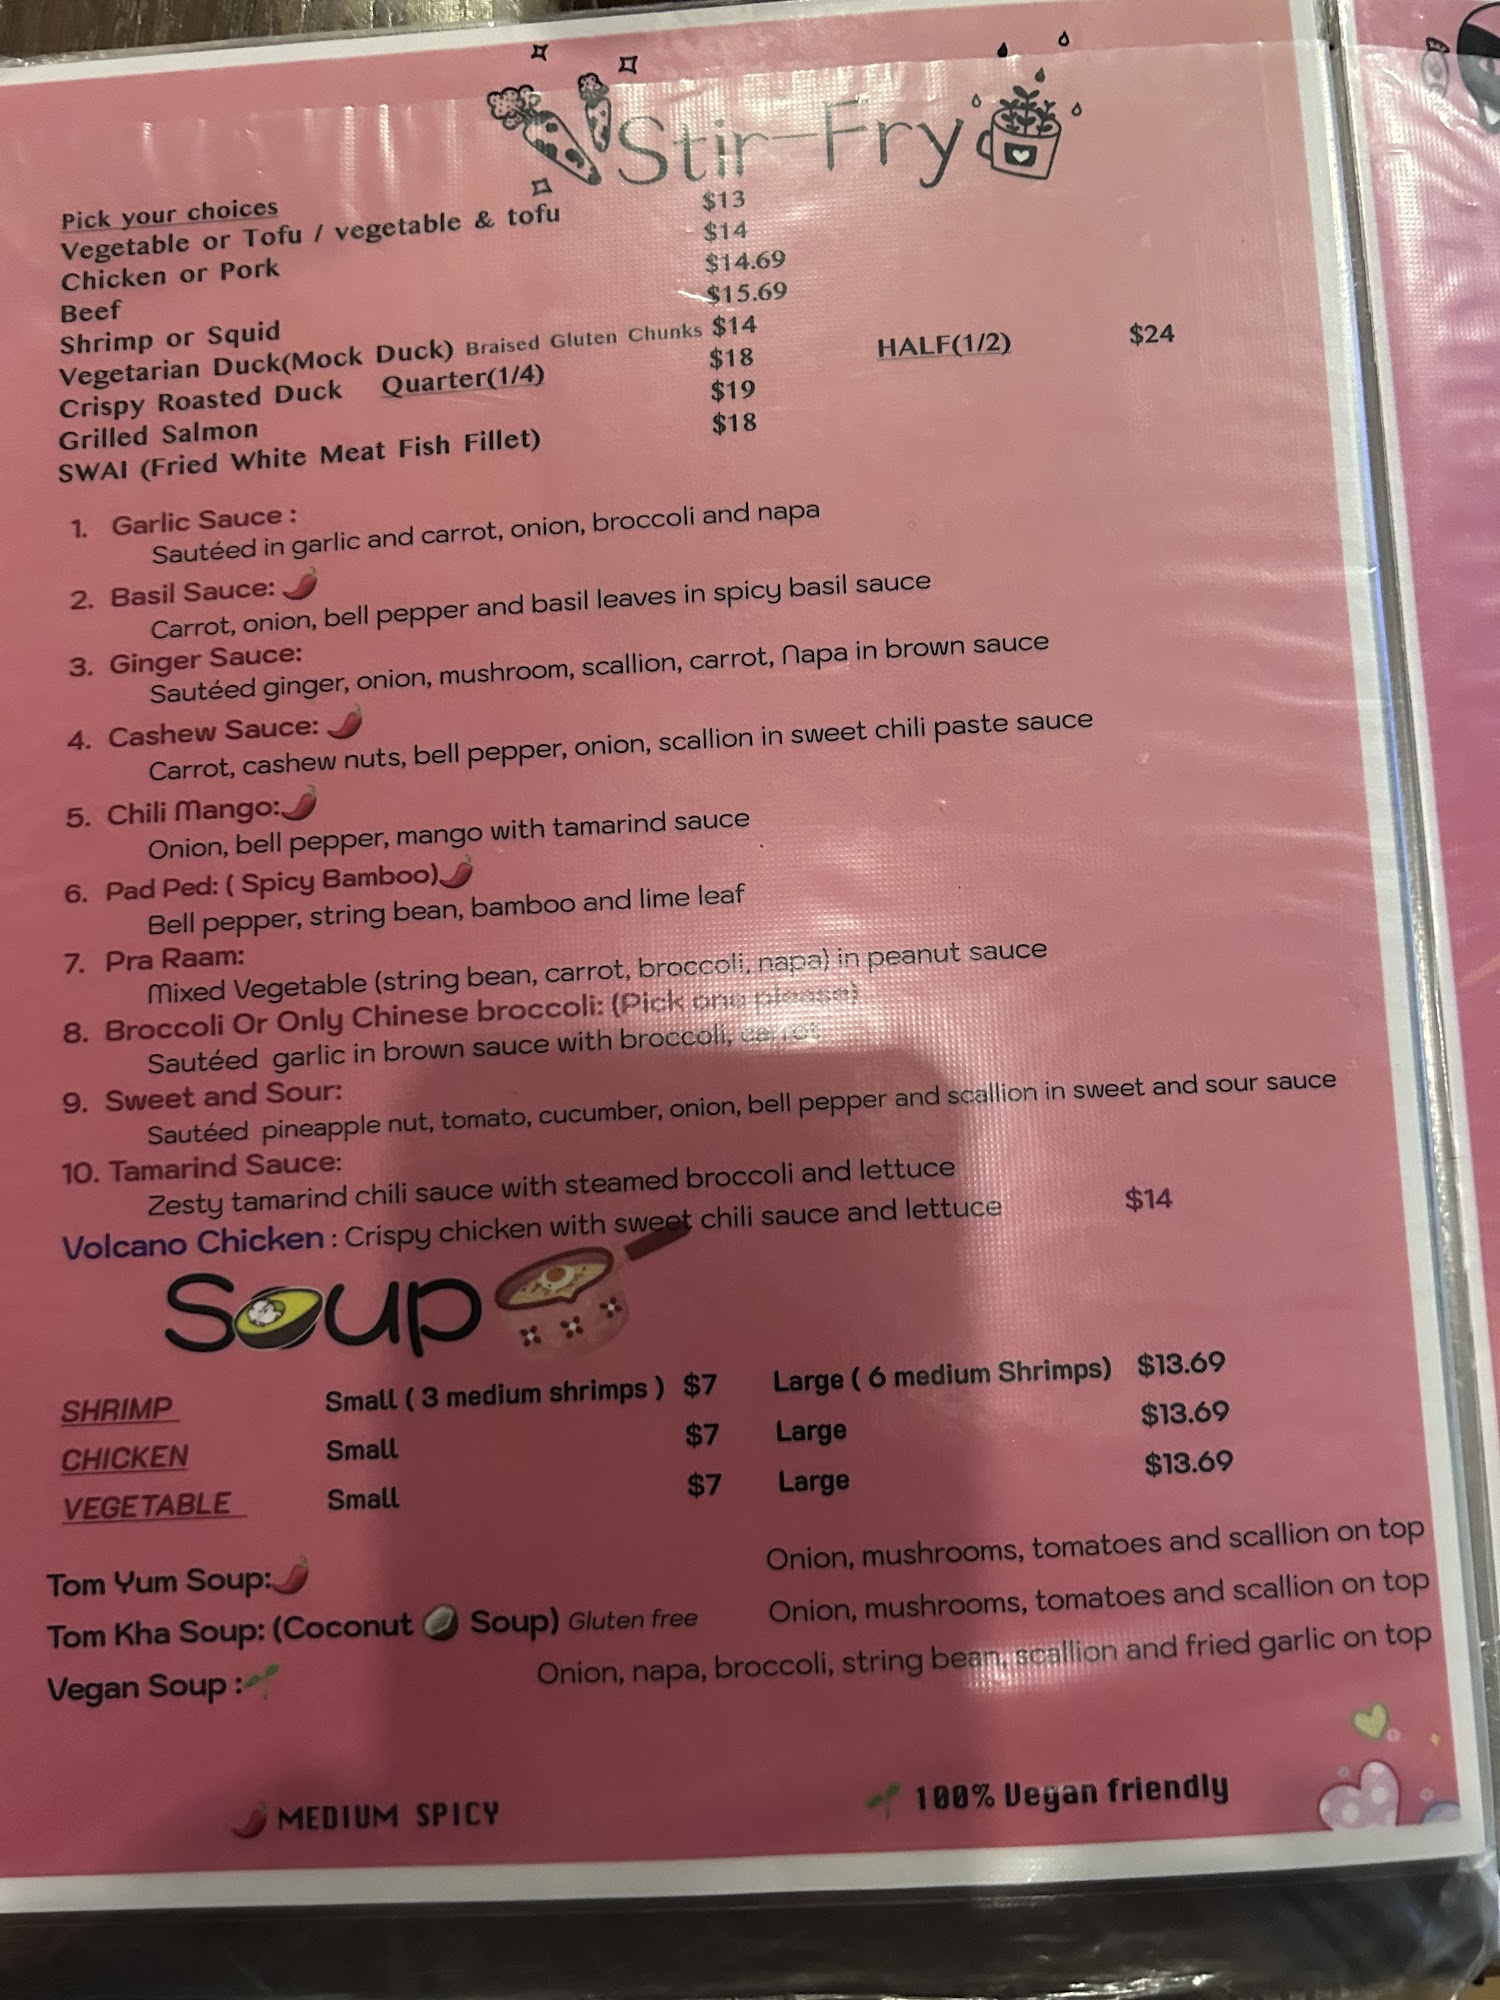 Stir-Fry
Pick your choices
Vegetable or Tofu / vegetable & tofu $13
Chicken or Pork $14
Beef $14.69
Shrimp or Squid $15.69
Vegetarian Duck(Mock Duck) Braised Gluten Chunks $14
Crispy Roasted Duck Quarter(1/4) $18 HALF(1/2) $24
Grilled Salmon $19
SWAI (Fried White Meat Fish Fillet) $18
1. Garlic Sauce :
Sautéed in garlic and carrot, onion, broccoli and napa
2. Basil Sauce: 🌶
Carrot, onion, bell pepper and basil leaves in spicy basil sauce
3. Ginger Sauce:
Sautéed ginger, onion, mushroom, scallion, carrot, Napa in brown sauce
4. Cashew Sauce: 🌶
Carrot, cashew nuts, bell pepper, onion, scallion in sweet chili paste sauce
5. Chili Mango:🌶
Onion, bell pepper, mango with tamarind sauce
6. Pad Ped: ( Spicy Bamboo)🌶
Bell pepper, string bean, bamboo and lime leaf
7. Pra Raam:
Mixed Vegetable (string bean, carrot, broccoli, napa) in peanut sauce
8. Broccoli Or Only Chinese broccoli: (Pick one please)
Sautéed garlic in brown sauce with broccoli, carrot
9. Sweet and Sour:
Sautéed pineapple nut, tomato, cucumber, onion, bell pepper and scallion in sweet and sour sauce
10. Tamarind Sauce:
Zesty tamarind chili sauce with steamed broccoli and lettuce
Volcano Chicken : Crispy chicken with sweet chili sauce and lettuce $14
Soup
SHRIMP Small ( 3 medium shrimps ) $7 Large ( 6 medium Shrimps) $13.69
CHICKEN Small $7 Large $13.69
VEGETABLE Small $7 Large $13.69
Tom Yum Soup:🌶 Onion, mushrooms, tomatoes and scallion on top
Tom Kha Soup: (Coconut 🥥 Soup) Gluten free Onion, mushrooms, tomatoes and scallion on top
Vegan Soup :🌱 Onion, napa, broccoli, string bean, scallion and fried garlic on top
🌶 MEDIUM SPICY 🌱 100% Vegan friendly